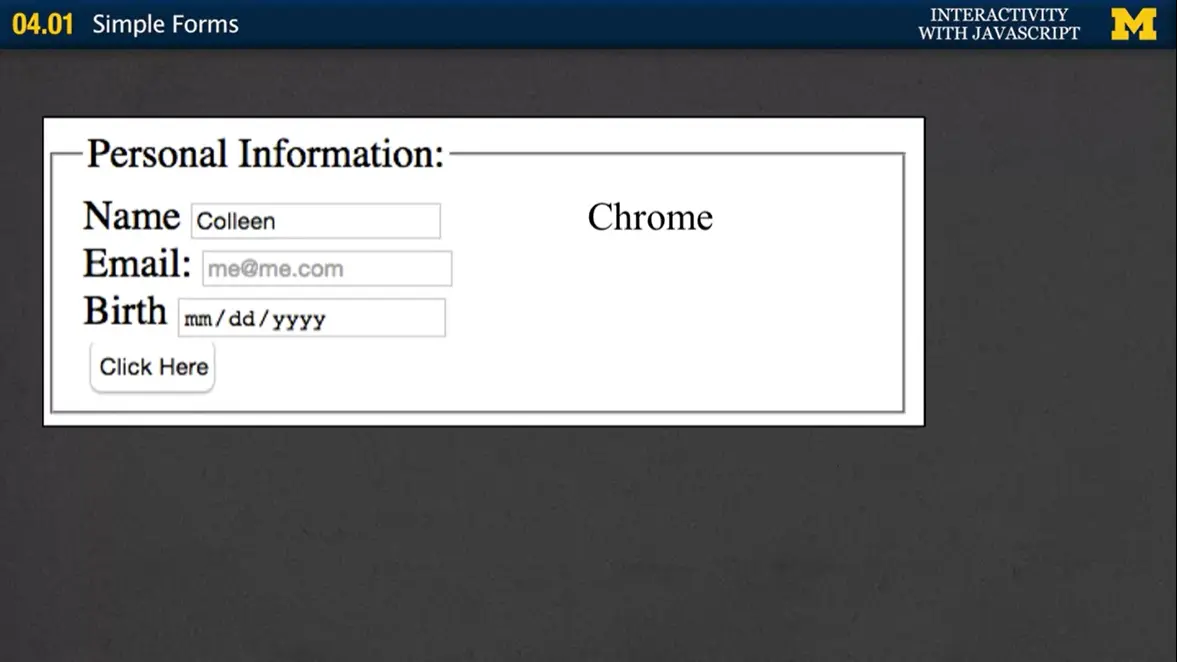 04.01 Simple Forms
INTERACTIVITY
WITH JAVASCRIPT
M
Personal Information:
Name Colleen
Chrome
Email: me@me.com
Birth mm/dd/yyyy
Click Here